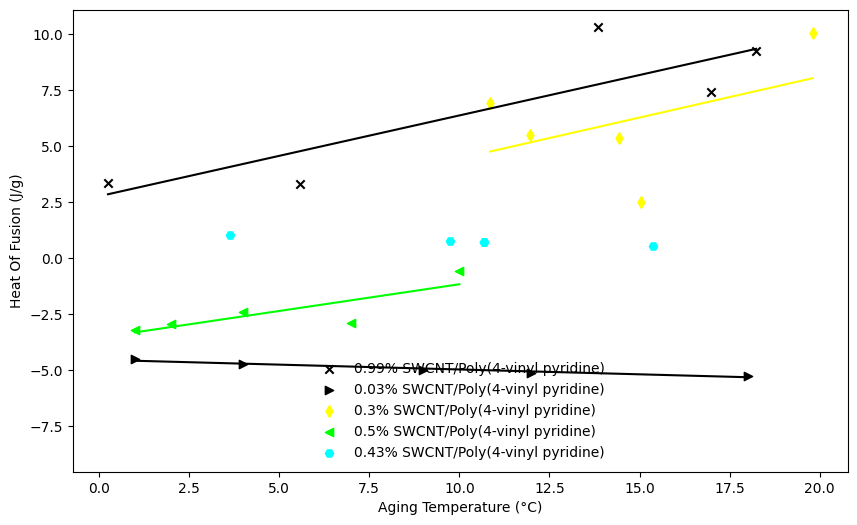 10.0
7.5
5.0
2.5
0.0
−2.5
−5.0
−7.5
Heat Of Fusion (J/g)
0.99% SWCNT/Poly(4-vinyl pyridine)
0.03% SWCNT/Poly(4-vinyl pyridine)
0.3% SWCNT/Poly(4-vinyl pyridine)
0.5% SWCNT/Poly(4-vinyl pyridine)
0.43% SWCNT/Poly(4-vinyl pyridine)
0.0 2.5 5.0 7.5 10.0 12.5 15.0 17.5 20.0
Aging Temperature (°C)